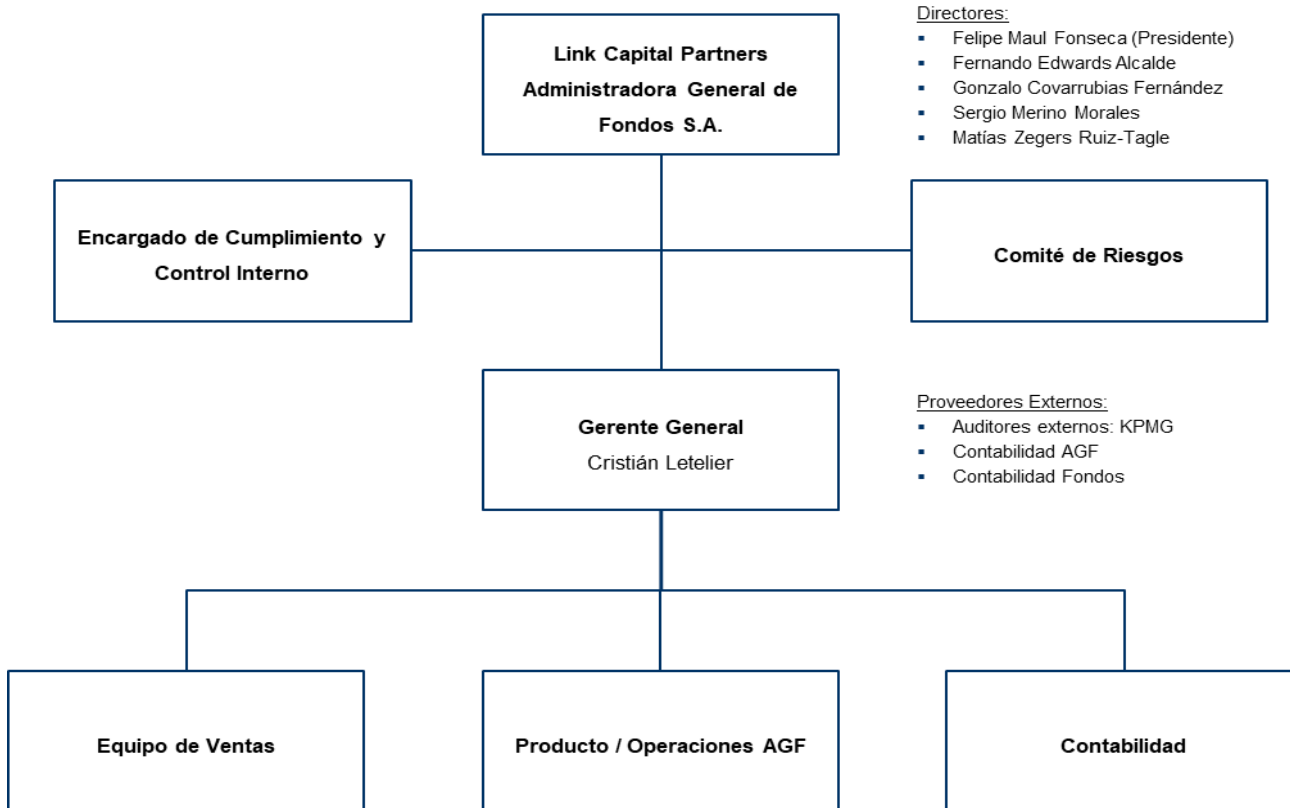 Link Capital Partners
Administradora General de
Fondos S.A.
Directores:
▪ Felipe Maul Fonseca (Presidente)
▪ Fernando Edwards Alcalde
▪ Gonzalo Covarrubias Fernández
▪ Sergio Merino Morales
▪ Matías Zegers Ruiz-Tagle
Encargado de Cumplimiento y
Control Interno
Comité de Riesgos
Gerente General
Cristián Letelier
Proveedores Externos:
▪ Auditores externos: KPMG
▪ Contabilidad AGF
▪ Contabilidad Fondos
Equipo de Ventas
Producto / Operaciones AGF
Contabilidad